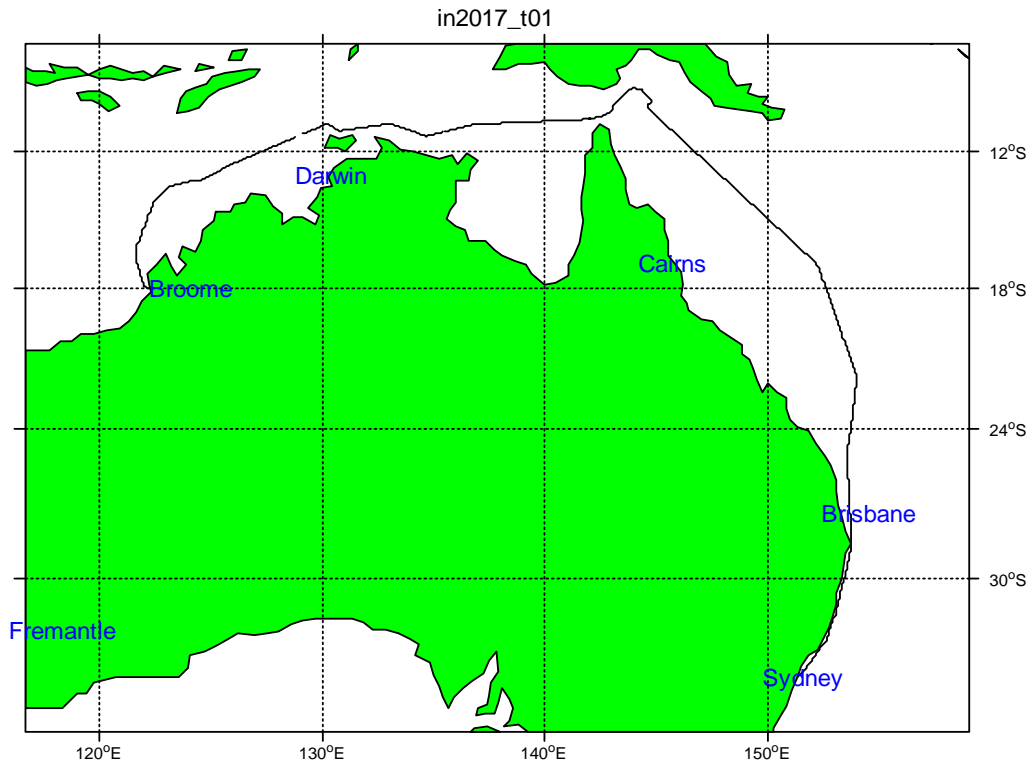 in2017_t01
12°S
Darwin
Cairns
Broome
18°S
24°S
Brisbane
30°S
Fremantle
Sydney
120°E 130°E 140°E 150°E